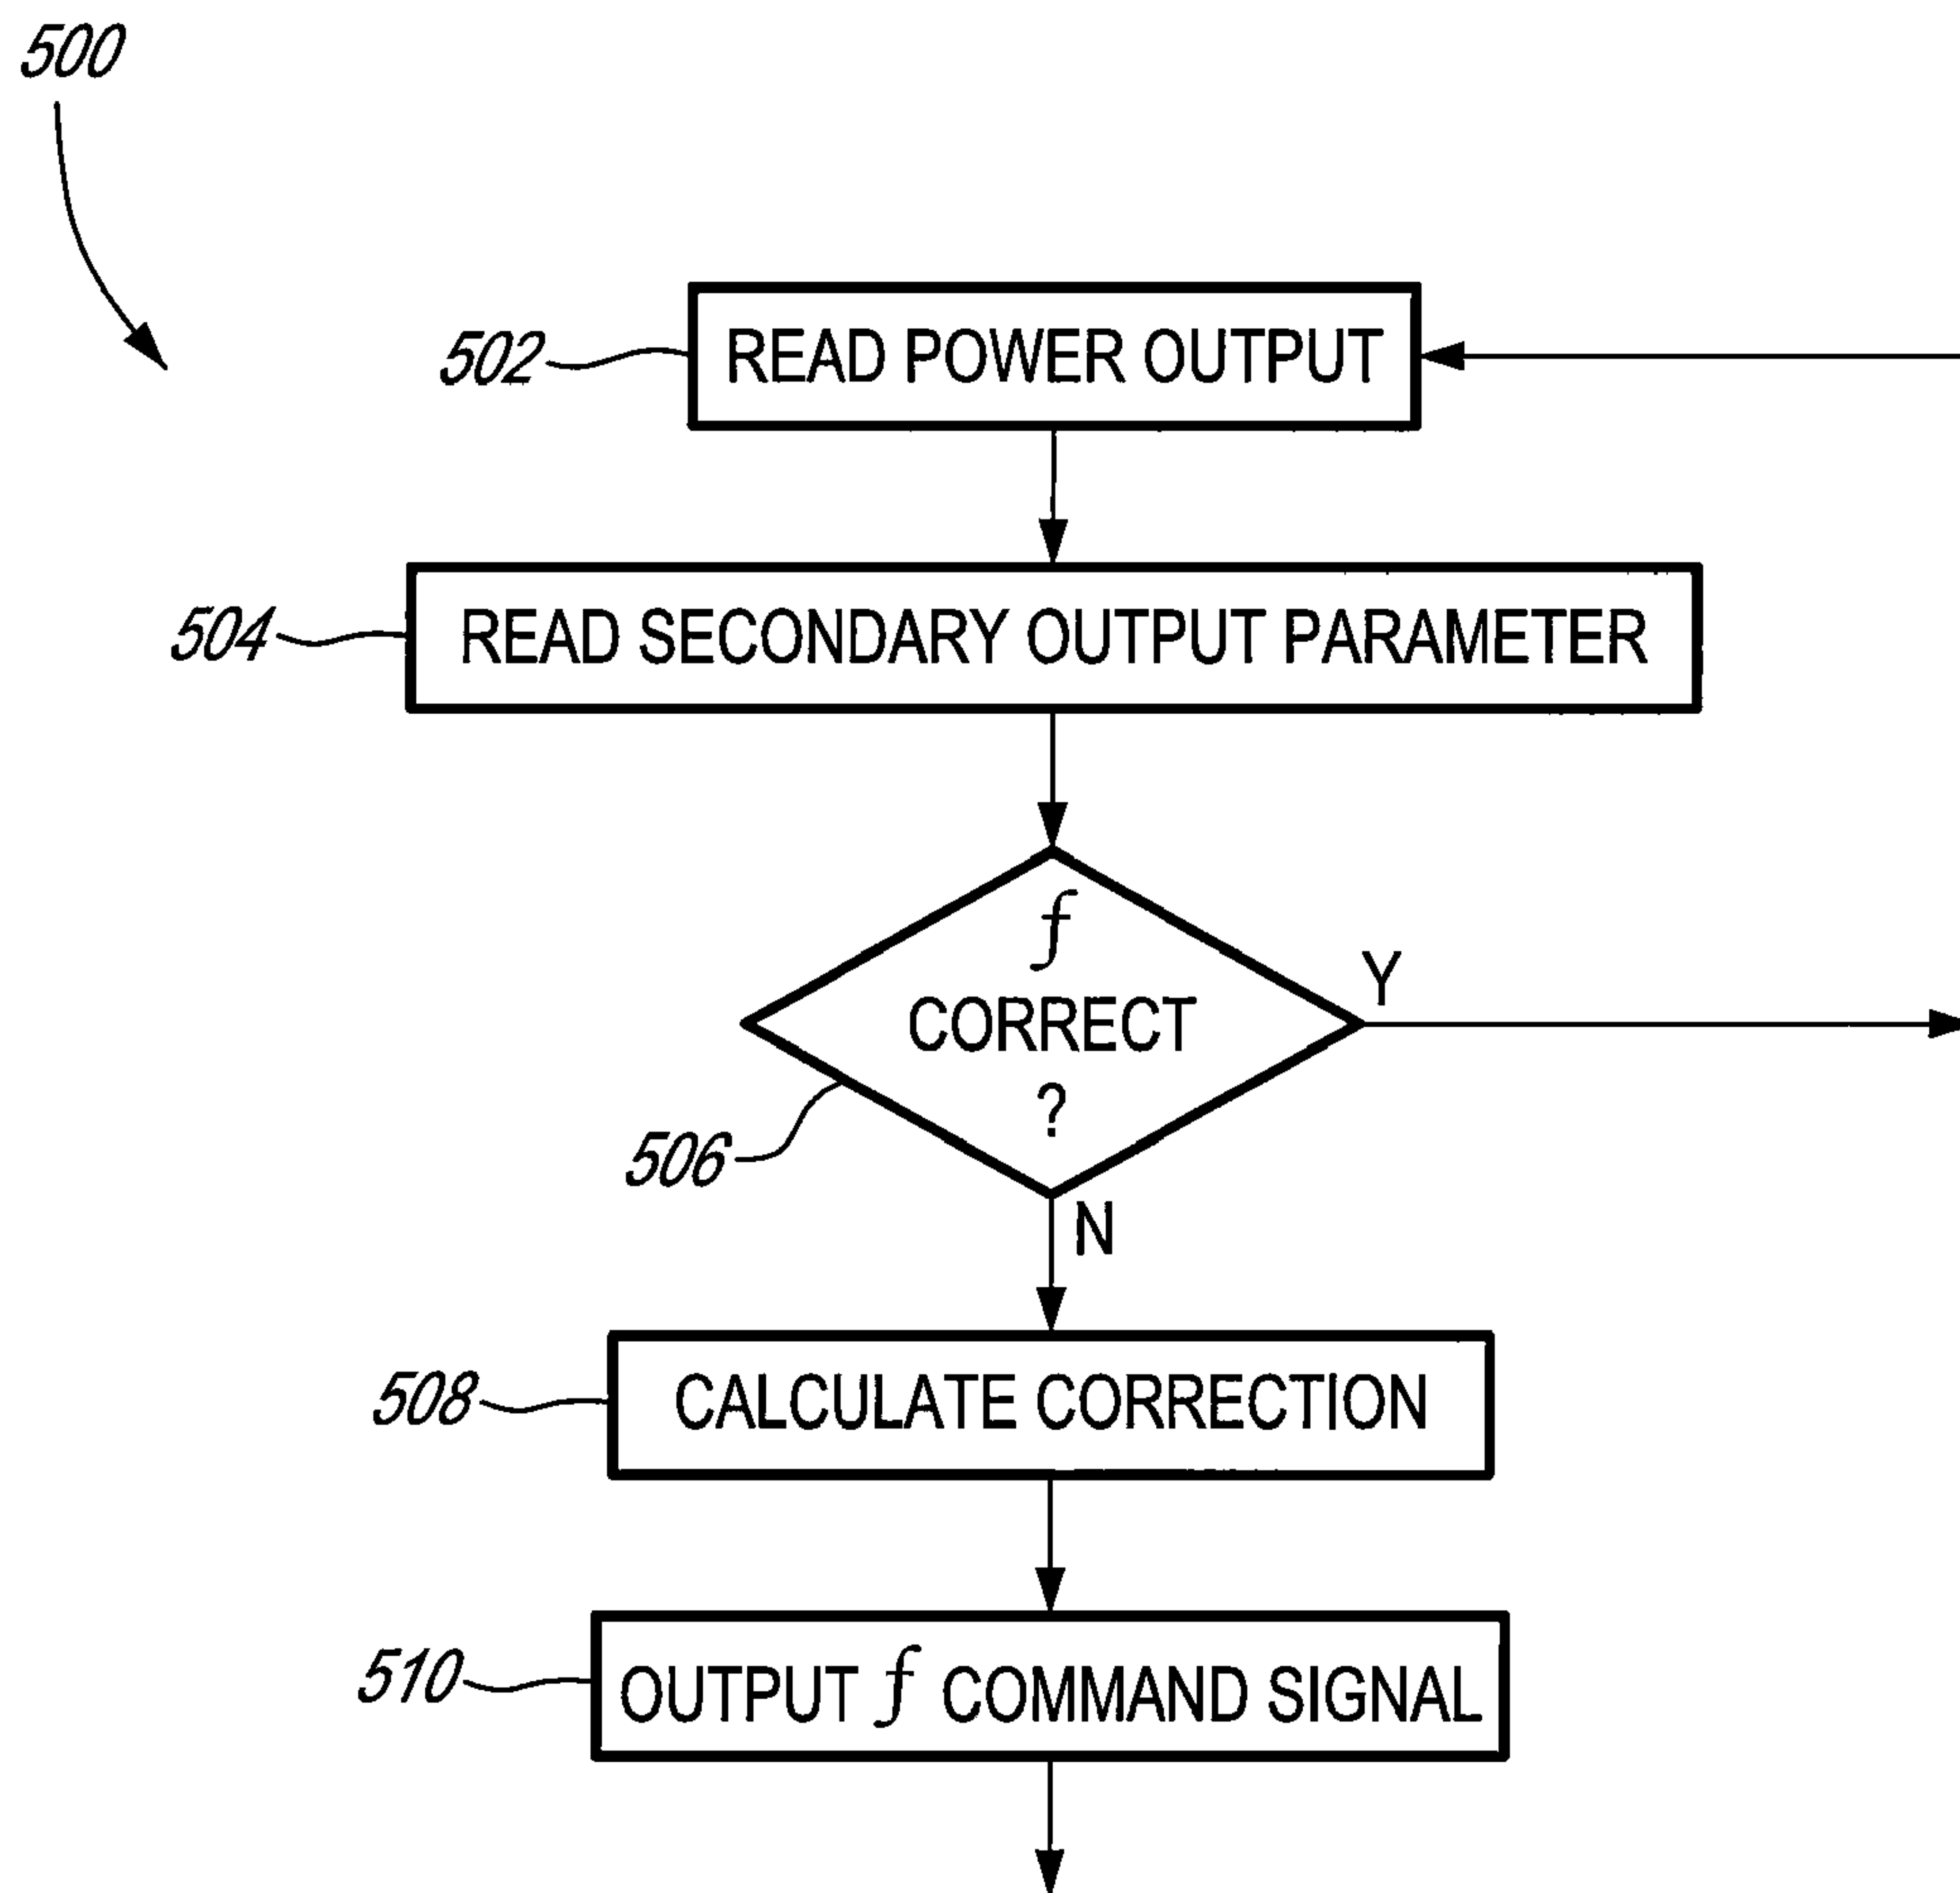 500
502
READ POWER OUTPUT
504
READ SECONDARY OUTPUT PARAMETER
f
CORRECT
?
Y
506
N
508
CALCULATE CORRECTION
510
OUTPUT f COMMAND SIGNAL